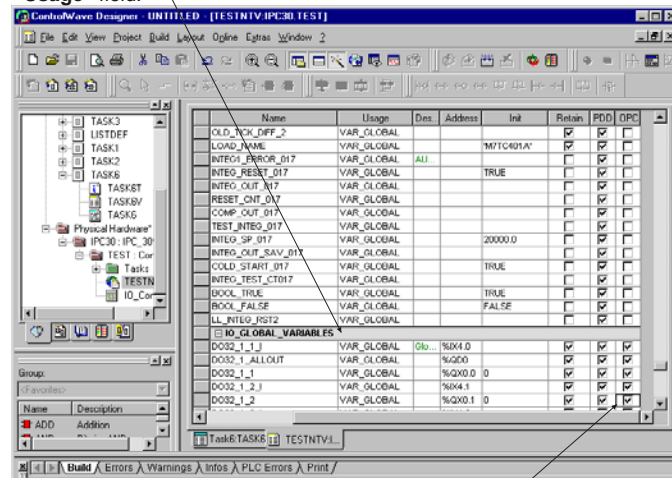 "Usage" field.
ControlWave Designer - UNTITLED - [TESTNTV:IPC30.TEST]
File Edit View Project Build Layout Online Extras Window ?
TASK3
LISTDEF
TASK1
TASK2
TASK6
TASK6T
TASK6V
TASK6
Physical Hardware*
IPC30 : IPC_30
TEST : Cor
Tasks
TESTN
IO_Cor
Group:
<Favorites>
Name Description
ADD Addition
Name Usage Des... Address Init Retain PDD OPC
OLD_TICK_DIFF_2 VAR_GLOBAL
LOAD_NAME VAR_GLOBAL 'M7TC401A'
INTEG1_ERROR_017 VAR_GLOBAL AU...
INTEG_RESET_017 VAR_GLOBAL TRUE
INTEG_OUT_017 VAR_GLOBAL
RESET_CNT_017 VAR_GLOBAL
COMP_OUT_017 VAR_GLOBAL
TEST_INTEG_017 VAR_GLOBAL
INTEG_SP_017 VAR_GLOBAL 20000.0
INTEG_OUT_SAV_017 VAR_GLOBAL
COLD_START_017 VAR_GLOBAL TRUE
INTEG_TEST_CT017 VAR_GLOBAL
BOOL_TRUE VAR_GLOBAL TRUE
BOOL_FALSE VAR_GLOBAL FALSE
LL_INTEG_RST2 VAR_GLOBAL
IO_GLOBAL_VARIABLES
DO32_1_1_I VAR_GLOBAL Glo... %IX4.0
DO32_1_ALLOUT VAR_GLOBAL %QD0
DO32_1_1 VAR_GLOBAL %QX0.0 0
DO32_1_2_I VAR_GLOBAL %IX4.1
DO32_1_2 VAR_GLOBAL %QX0.1 0
Task6:TASK6 TESTNTV:I...
Build Errors Warnings Infos PLC Errors Print